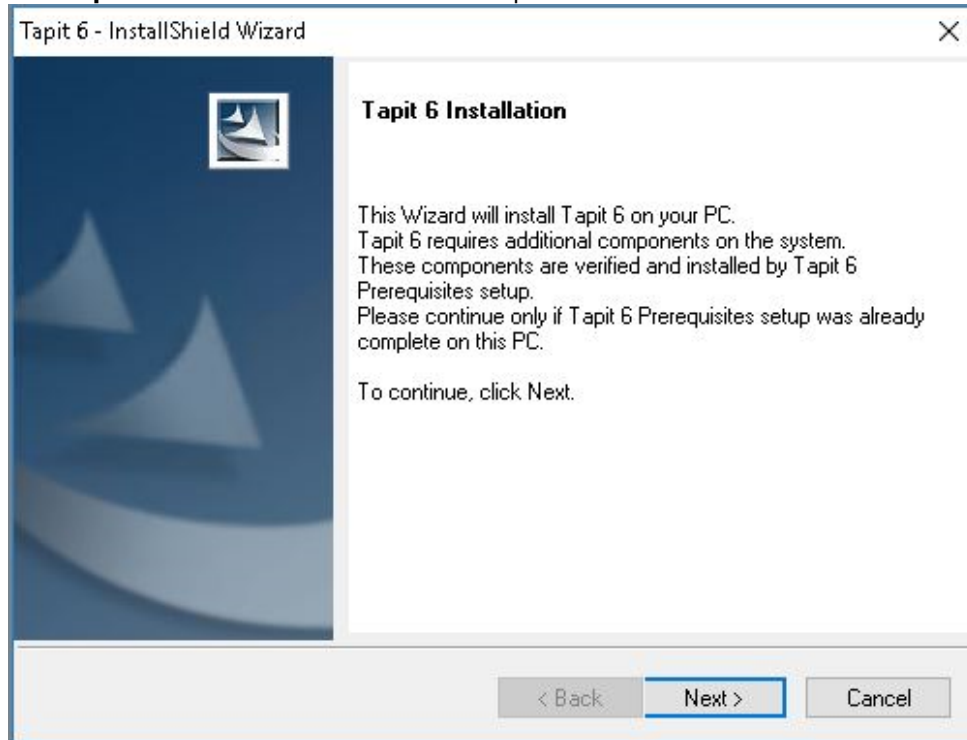 Tapit 6 - InstallShield Wizard
Tapit 6 Installation
This Wizard will install Tapit 6 on your PC.
Tapit 6 requires additional components on the system.
These components are verified and installed by Tapit 6
Prerequisites setup.
Please continue only if Tapit 6 Prerequisites setup was already
complete on this PC.
To continue, click Next.
< Back
Next >
Cancel